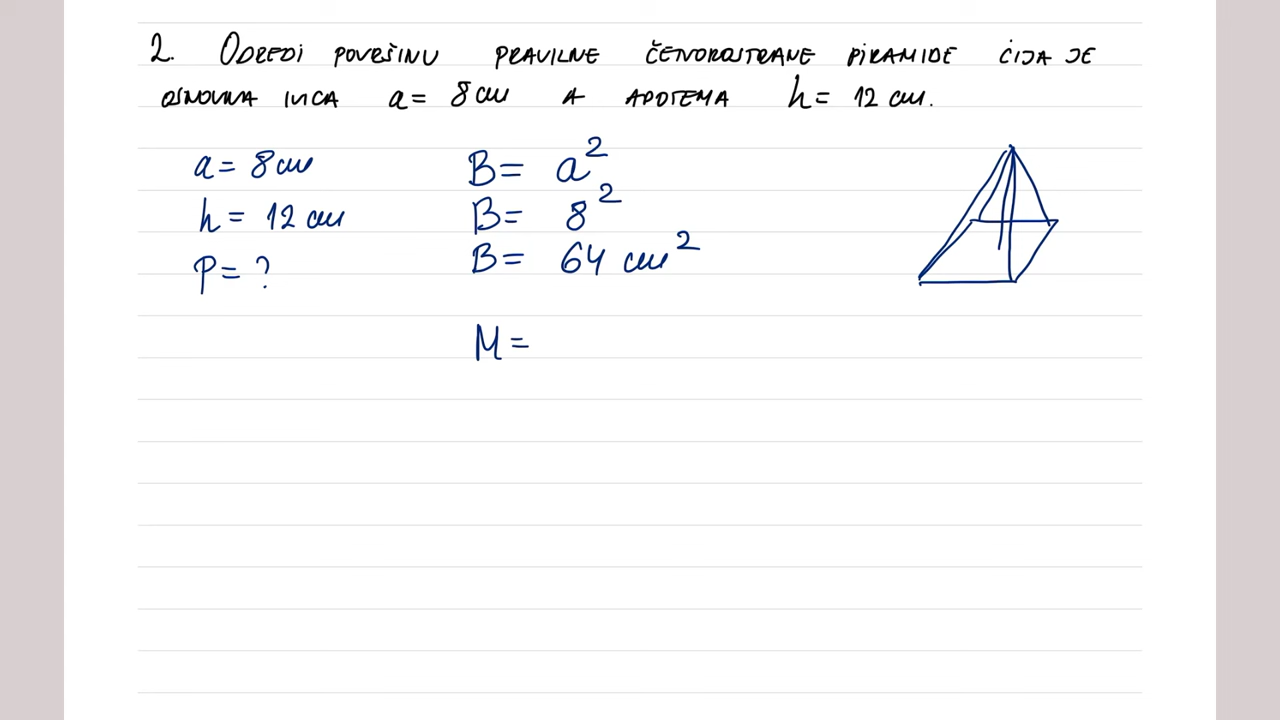 2. ODREDI POVRŠINU PRAVILNE ČETVOROSTRANE PIRAMIDE ČIJA JE
OSNOVNA IVICA a = 8 cm A APOTEMA h = 12 cm.
a = 8 cm
h = 12 cm
P = ?
B = a²
B = 8²
B = 64 cm²
M =